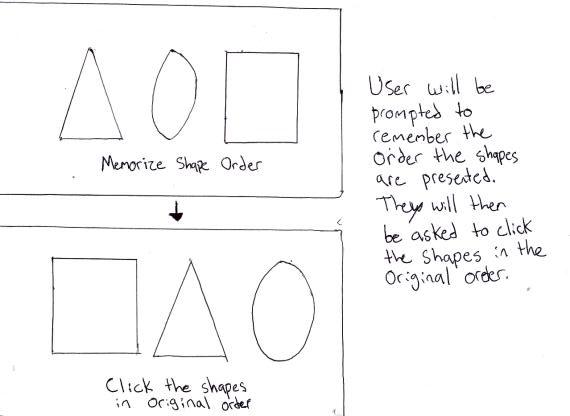 Memorize Shape Order
Click the shapes
in original order
User will be
prompted to
remember the
order the shapes
are presented.
They will then
be asked to click
the shapes in the
original order.